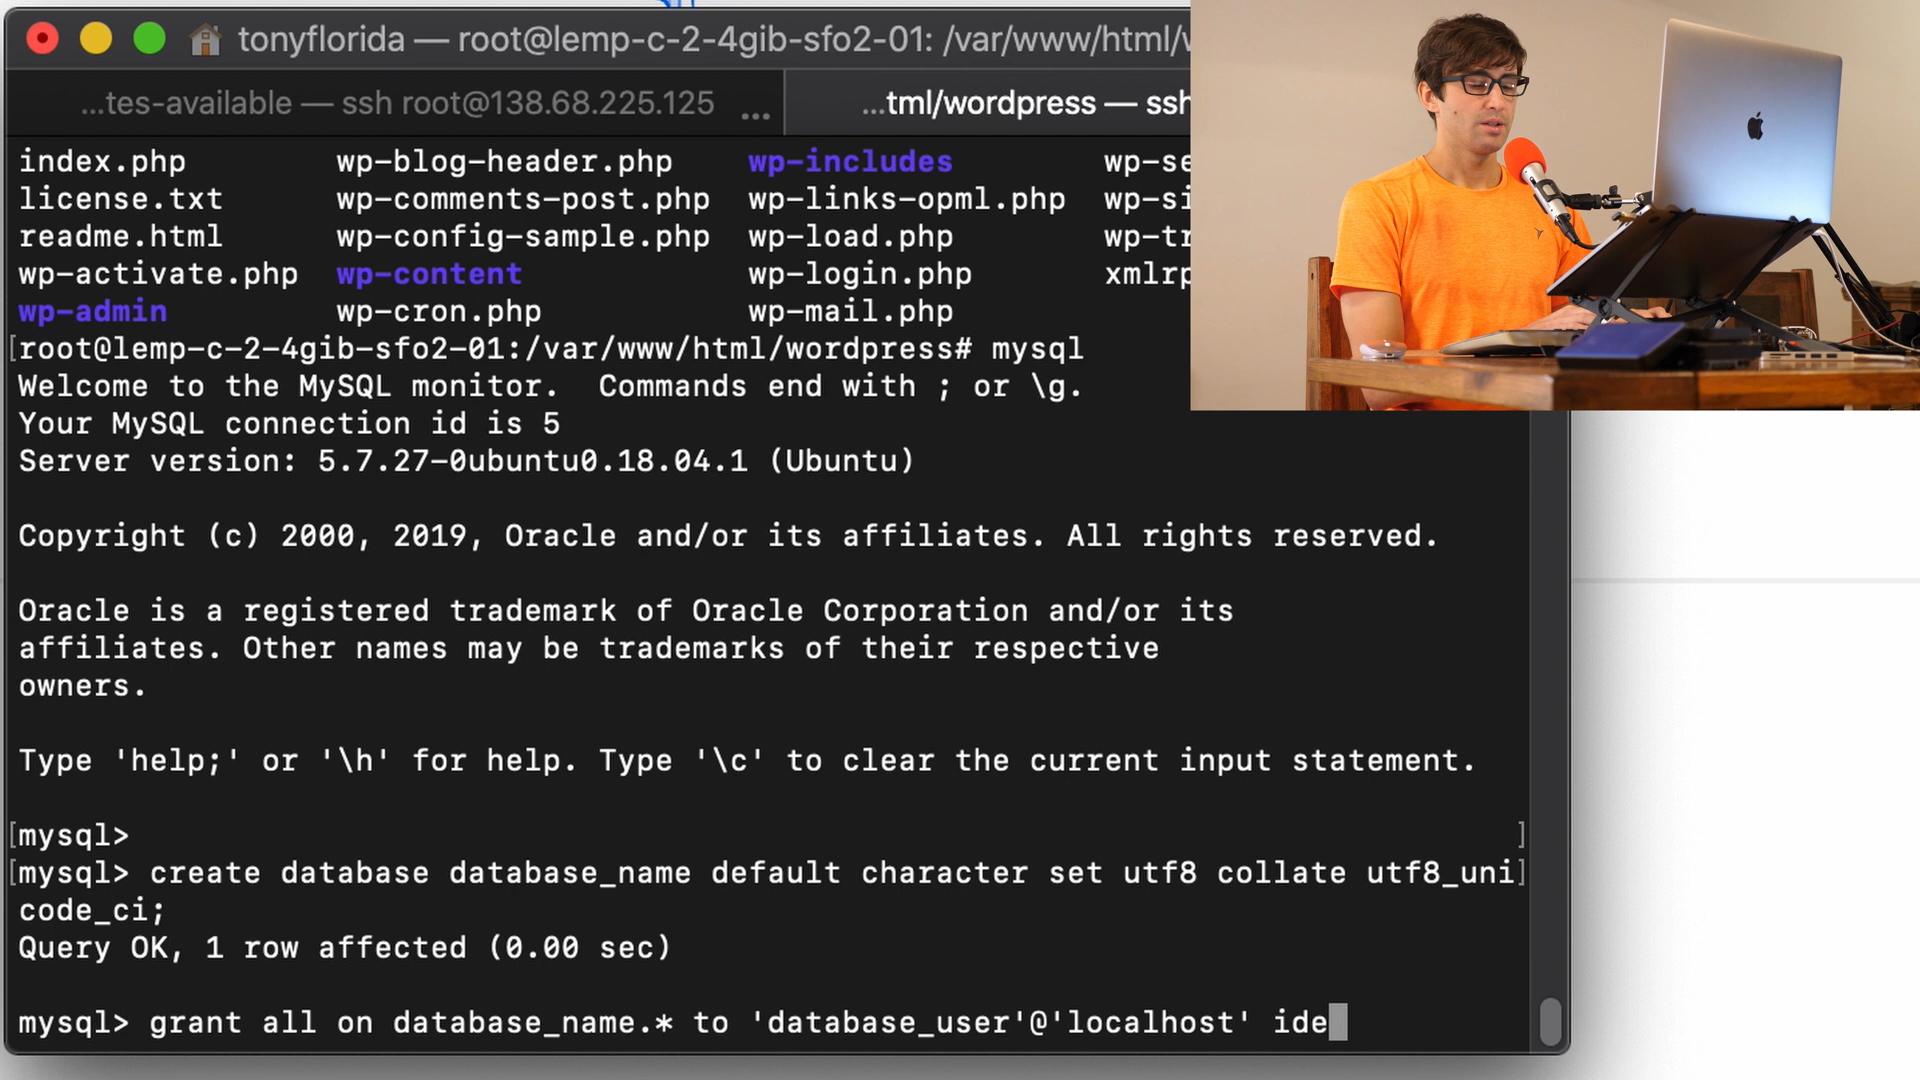 tonyflorida — root@lemp-c-2-4gib-sfo2-01: /var/www/html/
...tes-available — ssh root@138.68.225.125 ... ...tml/wordpress — ssh
index.php wp-blog-header.php wp-includes wp-se
license.txt wp-comments-post.php wp-links-opml.php wp-si
readme.html wp-config-sample.php wp-load.php wp-tr
wp-activate.php wp-content wp-login.php xmlrp
wp-admin wp-cron.php wp-mail.php
[root@lemp-c-2-4gib-sfo2-01:/var/www/html/wordpress# mysql
Welcome to the MySQL monitor.  Commands end with ; or \g.
Your MySQL connection id is 5
Server version: 5.7.27-0ubuntu0.18.04.1 (Ubuntu)
Copyright (c) 2000, 2019, Oracle and/or its affiliates. All rights reserved.
Oracle is a registered trademark of Oracle Corporation and/or its
affiliates. Other names may be trademarks of their respective
owners.
Type 'help;' or '\h' for help. Type '\c' to clear the current input statement.
[mysql> ]
[mysql> create database database_name default character set utf8 collate utf8_uni]
code_ci;
Query OK, 1 row affected (0.00 sec)
mysql> grant all on database_name.* to 'database_user'@'localhost' ide